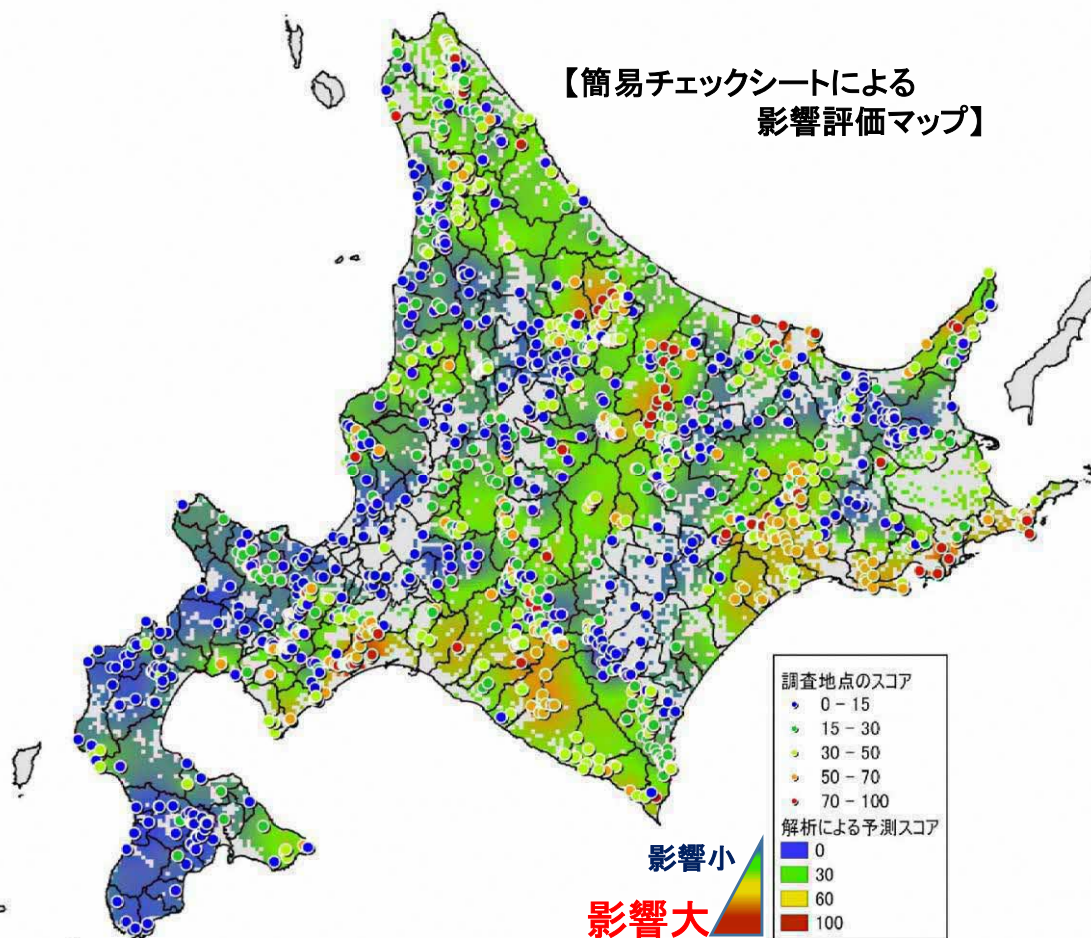 【簡易チェックシートによる
影響評価マップ】
調査地点のスコア
0 - 15
15 - 30
30 - 50
50 - 70
70 - 100
解析による予測スコア
0
30
60
100
影響小
影響大